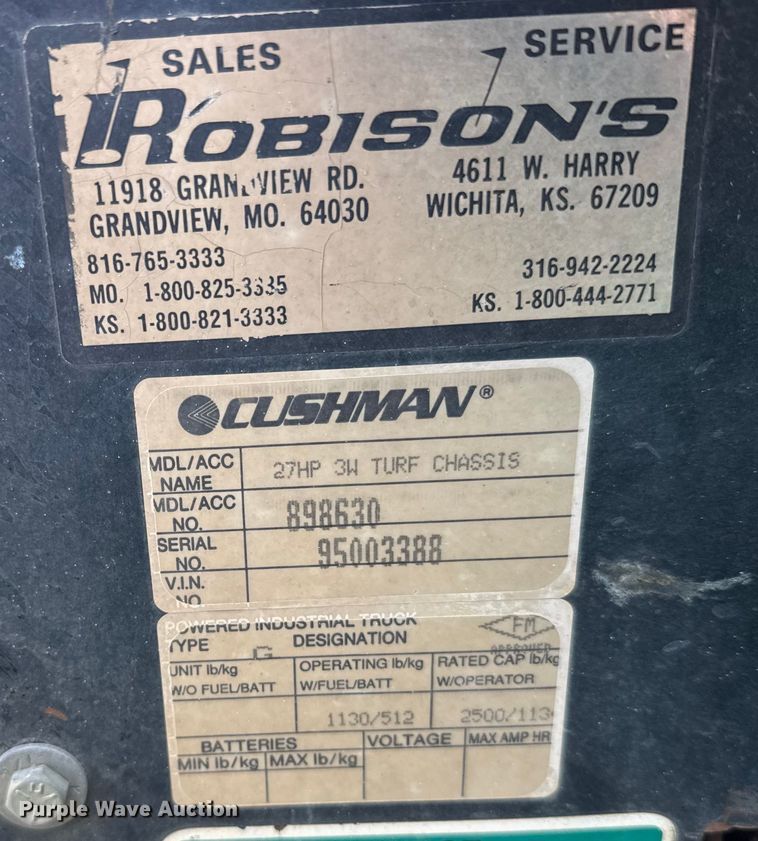 SALES SERVICE
ROBISON'S
11918 GRANDVIEW RD.
GRANDVIEW, MO. 64030
816-765-3333
MO. 1-800-825-3335
KS. 1-800-821-3333
4611 W. HARRY
WICHITA, KS. 67209
316-942-2224
KS. 1-800-444-2771
CUSHMAN®
MDL/ACC NAME 27HP 3W TURF CHASSIS
MDL/ACC NO. 898630
SERIAL NO. 95003388
V.I.N. NO.
POWERED INDUSTRIAL TRUCK
TYPE G DESIGNATION
FM
APPROVED
UNIT lb/kg
W/O FUEL/BATT
OPERATING lb/kg
W/FUEL/BATT
1130/512
RATED CAP lb/kg
W/OPERATOR
2500/113
BATTERIES
MIN lb/kg MAX lb/kg
VOLTAGE
MAX AMP HR
Purple Wave Auction